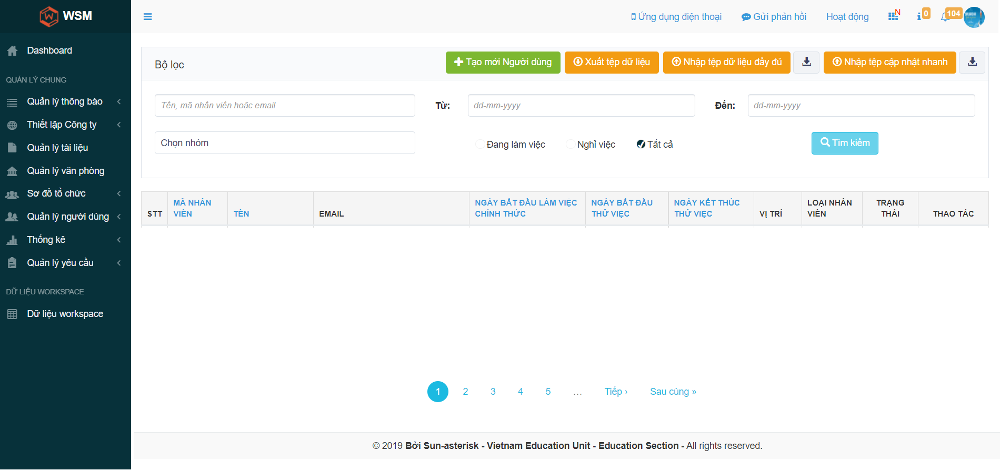 WSM
Ứng dụng điện thoại
Gửi phản hồi
Hoạt động
N
0
104
Dashboard
QUẢN LÝ CHUNG
Quản lý thông báo
Thiết lập Công ty
Quản lý tài liệu
Quản lý văn phòng
Sơ đồ tổ chức
Quản lý người dùng
Thống kê
Quản lý yêu cầu
DỮ LIỆU WORKSPACE
Dữ liệu workspace
Bộ lọc
Tạo mới Người dùng
Xuất tệp dữ liệu
Nhập tệp dữ liệu đầy đủ
Nhập tệp cập nhật nhanh
Tên, mã nhân viên hoặc email
Từ:
dd-mm-yyyy
Đến:
dd-mm-yyyy
Chọn nhóm
Đang làm việc
Nghỉ việc
Tất cả
Tìm kiếm
STT
MÃ NHÂN
VIÊN
TÊN
EMAIL
NGÀY BẮT ĐẦU LÀM VIỆC
CHÍNH THỨC
NGÀY BẮT ĐẦU
THỬ VIỆC
NGÀY KẾT THÚC
THỬ VIỆC
VỊ TRÍ
LOẠI NHÂN
VIÊN
TRẠNG
THÁI
THAO TÁC
1 2 3 4 5 … Tiếp › Sau cùng »
© 2019 Bởi Sun-asterisk - Vietnam Education Unit - Education Section - All rights reserved.